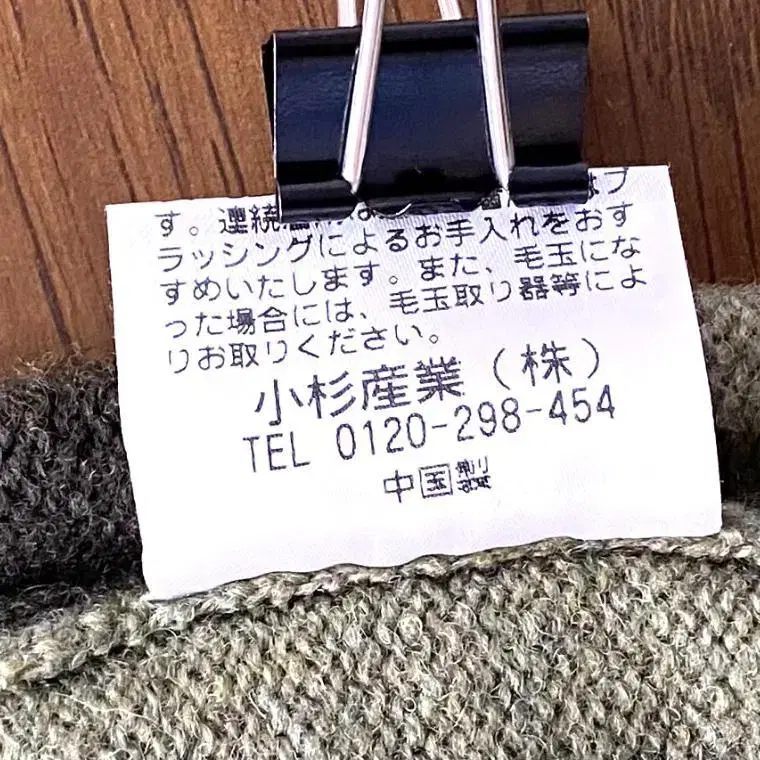 す。連続 はブ
ラッシングによるお手入れをおす
すめいたします。また、毛玉にな
った場合には、毛玉取り器等によ
りお取りください。
小杉産業（株）
TEL 0120-298-454
中国製